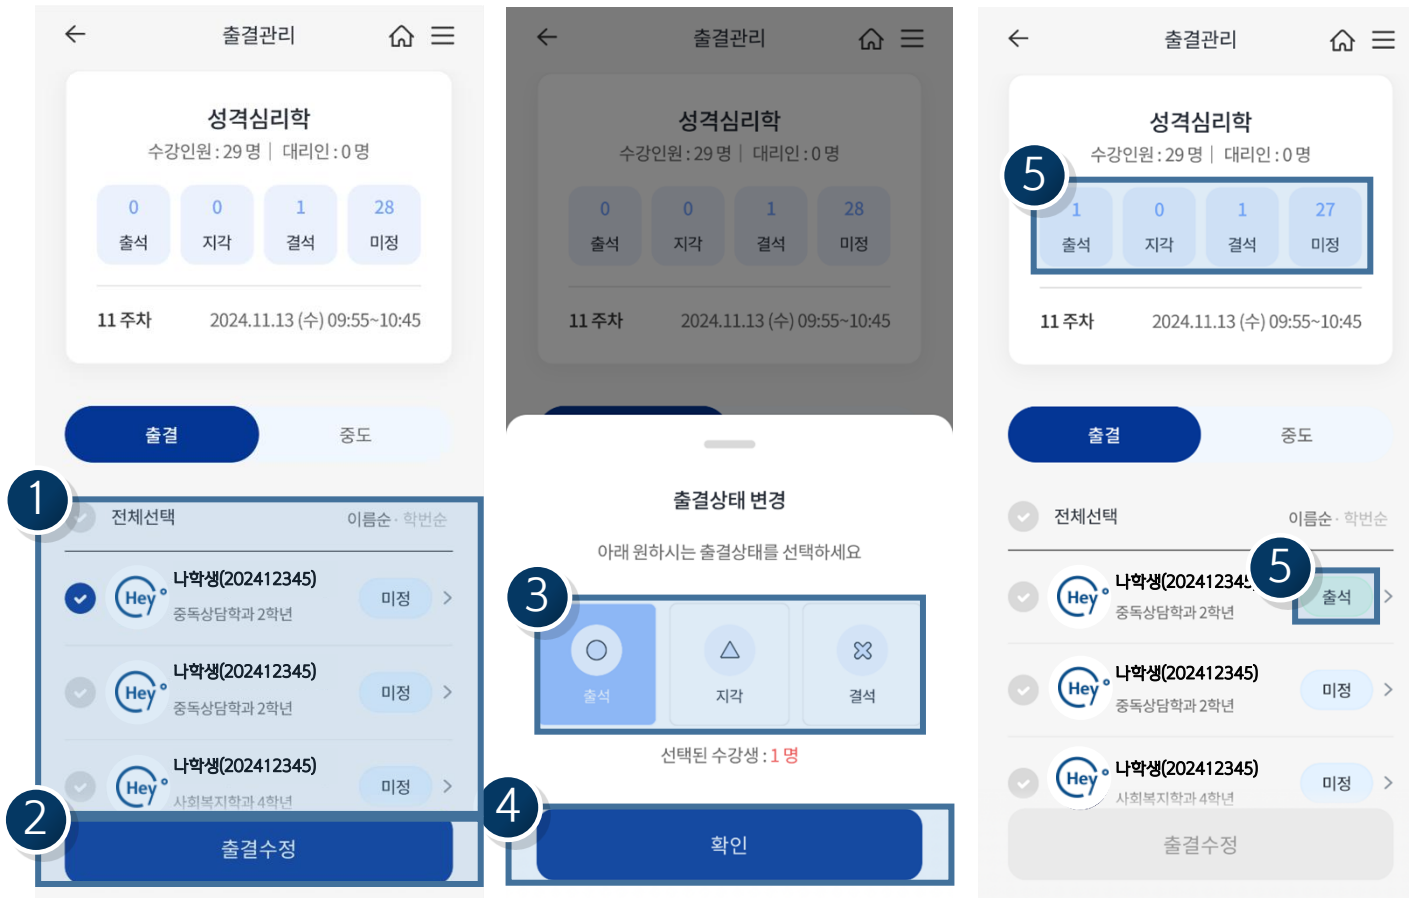 출결관리
성격심리학
수강인원 : 29 명 | 대리인 : 0 명
0 0 1 28
출석 지각 결석 미정
11 주차 2024.11.13 (수) 09:55~10:45
출결 중도
1
전체선택 이름순 · 학번순
Hey
나학생(202412345)
중독상담학과 2학년
미정
Hey
나학생(202412345)
중독상담학과 2학년
미정
Hey
나학생(202412345)
사회복지학과 4학년
미정
2
출결수정
출결관리
성격심리학
수강인원 : 29 명 | 대리인 : 0 명
0 0 1 28
출석 지각 결석 미정
11 주차 2024.11.13 (수) 09:55~10:45
출결상태 변경
아래 원하시는 출결상태를 선택하세요
3
출석 지각 결석
선택된 수강생 : 1 명
4
확인
출결관리
성격심리학
수강인원 : 29 명 | 대리인 : 0 명
5
1 0 1 27
출석 지각 결석 미정
11 주차 2024.11.13 (수) 09:55~10:45
출결 중도
전체선택 이름순 · 학번순
5
Hey
나학생(202412345)
중독상담학과 2학년
출석
Hey
나학생(202412345)
중독상담학과 2학년
미정
Hey
나학생(202412345)
사회복지학과 4학년
미정
출결수정